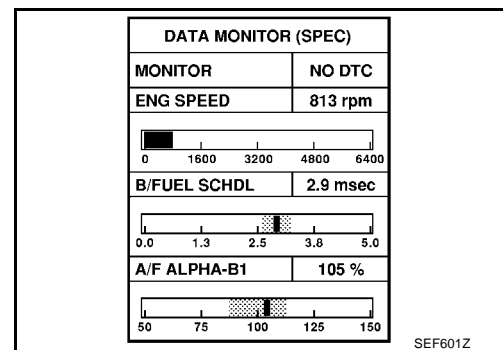 DATA MONITOR (SPEC)
MONITOR NO DTC
ENG SPEED 813 rpm
0 1600 3200 4800 6400
B/FUEL SCHDL 2.9 msec
0.0 1.3 2.5 3.8 5.0
A/F ALPHA-B1 105 %
50 75 100 125 150
SEF601Z